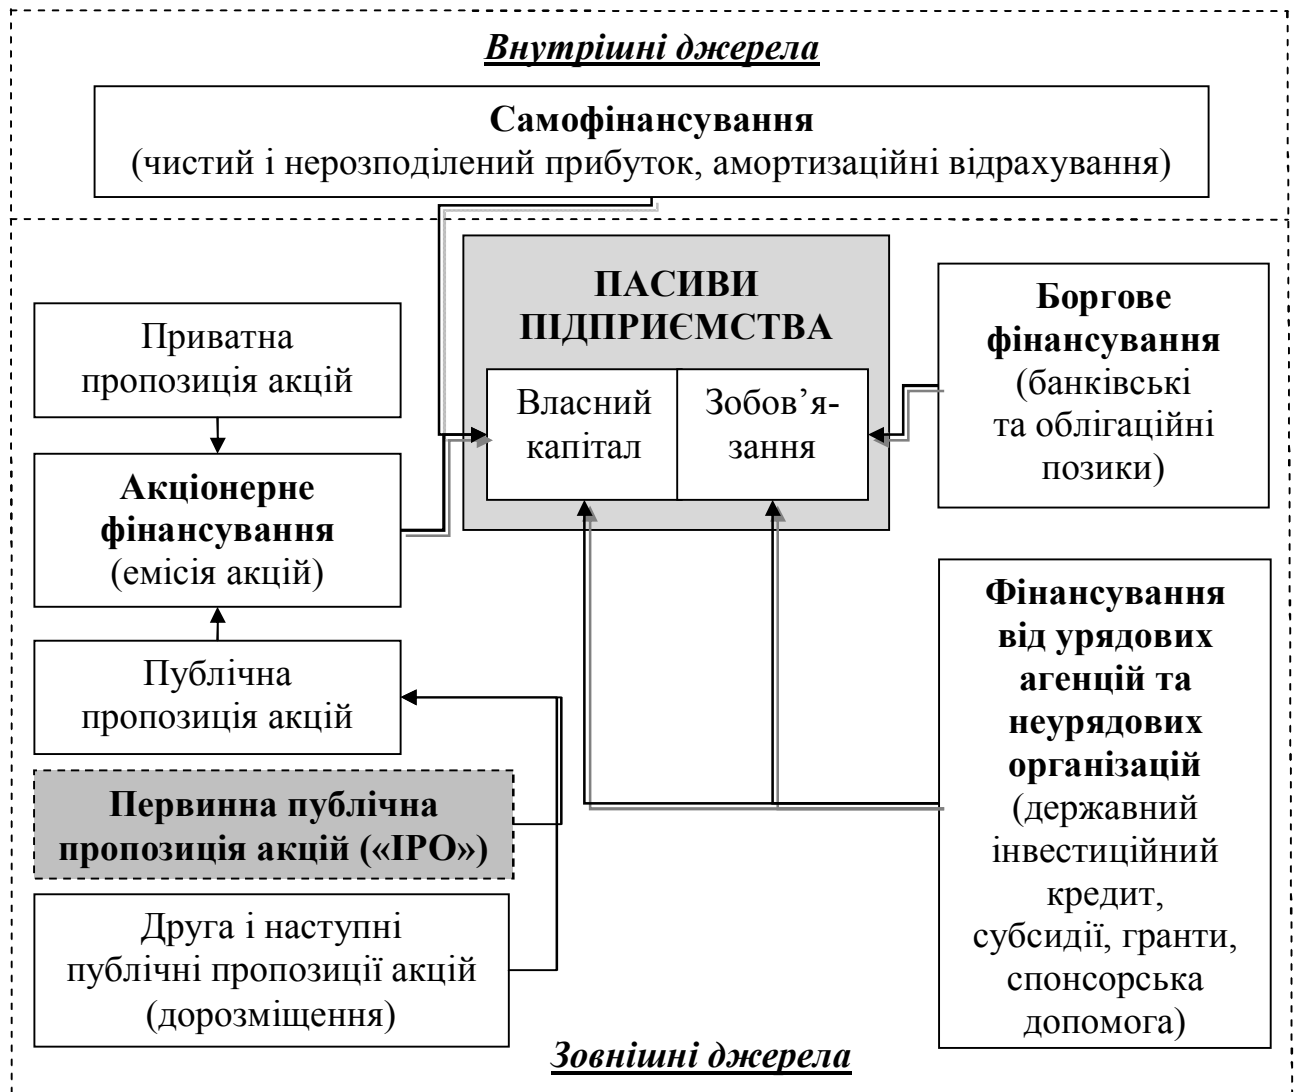 Внутрішні джерела
Самофінансування
(чистий і нерозподілений прибуток, амортизаційні відрахування)
ПАСИВИ
ПІДПРИЄМСТВА
Власний
капітал
Зобов’я-
зання
Приватна
пропозиція акцій
Акціонерне
фінансування
(емісія акцій)
Публічна
пропозиція акцій
Первинна публічна
пропозиція акцій («ІРО»)
Друга і наступні
публічні пропозиції акцій
(дорозміщення)
Боргове
фінансування
(банківські
та облігаційні
позики)
Фінансування
від урядових
агенцій та
неурядових
організацій
(державний
інвестиційний
кредит,
субсидії, гранти,
спонсорська
допомога)
Зовнішні джерела